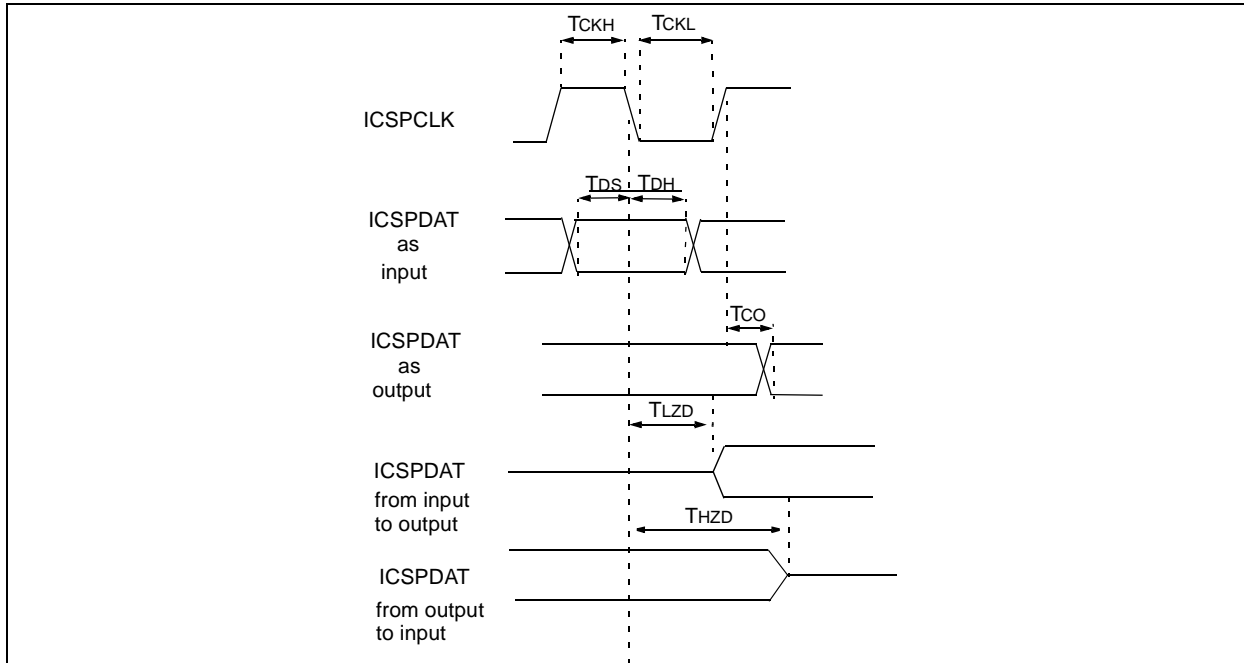 TCKH TCKL
ICSPCLK
TDS TDH
ICSPDAT
as
input
TCO
ICSPDAT
as
output
TLZD
ICSPDAT
from input
to output
THZD
ICSPDAT
from output
to input